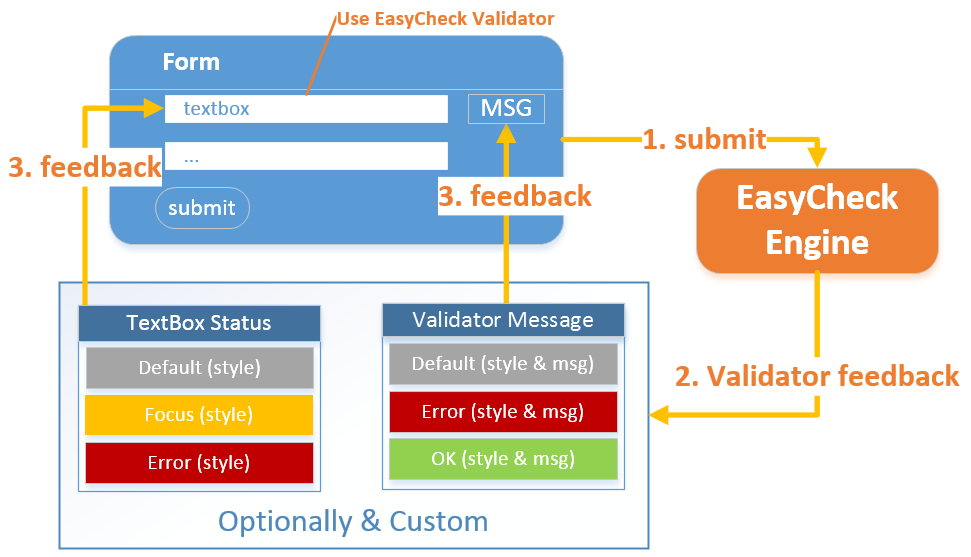 Use EasyCheck Validator
Form
textbox
MSG
1. submit
...
3. feedback
3. feedback
submit
EasyCheck
Engine
TextBox Status
Default (style)
Focus (style)
Error (style)
Validator Message
Default (style & msg)
Error (style & msg)
OK (style & msg)
2. Validator feedback
Optionally & Custom